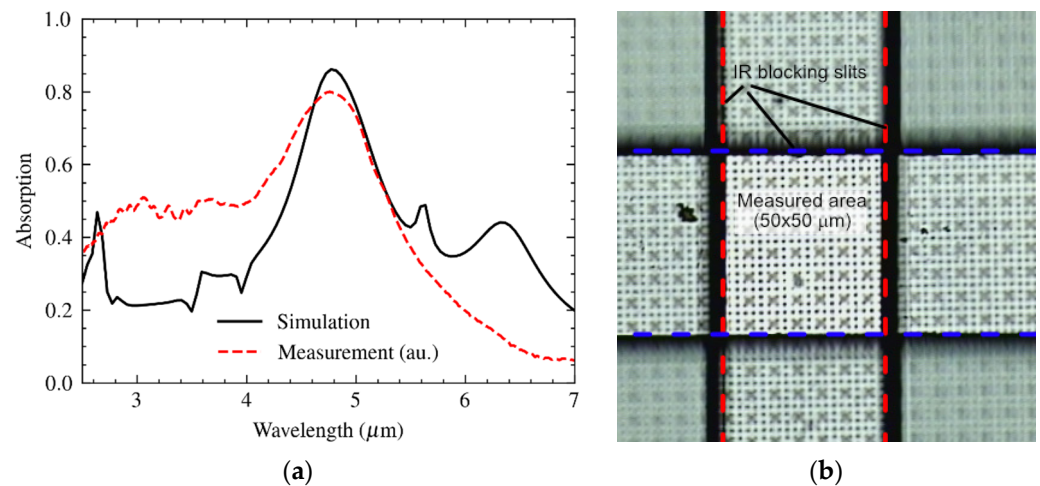 1.0
0.8
0.6
0.4
0.2
0.0
Absorption
Simulation
Measurement (au.)
3 4 5 6 7
Wavelength (μm)
(a)
IR blocking slits
Measured area
(50x50 μm)
(b)